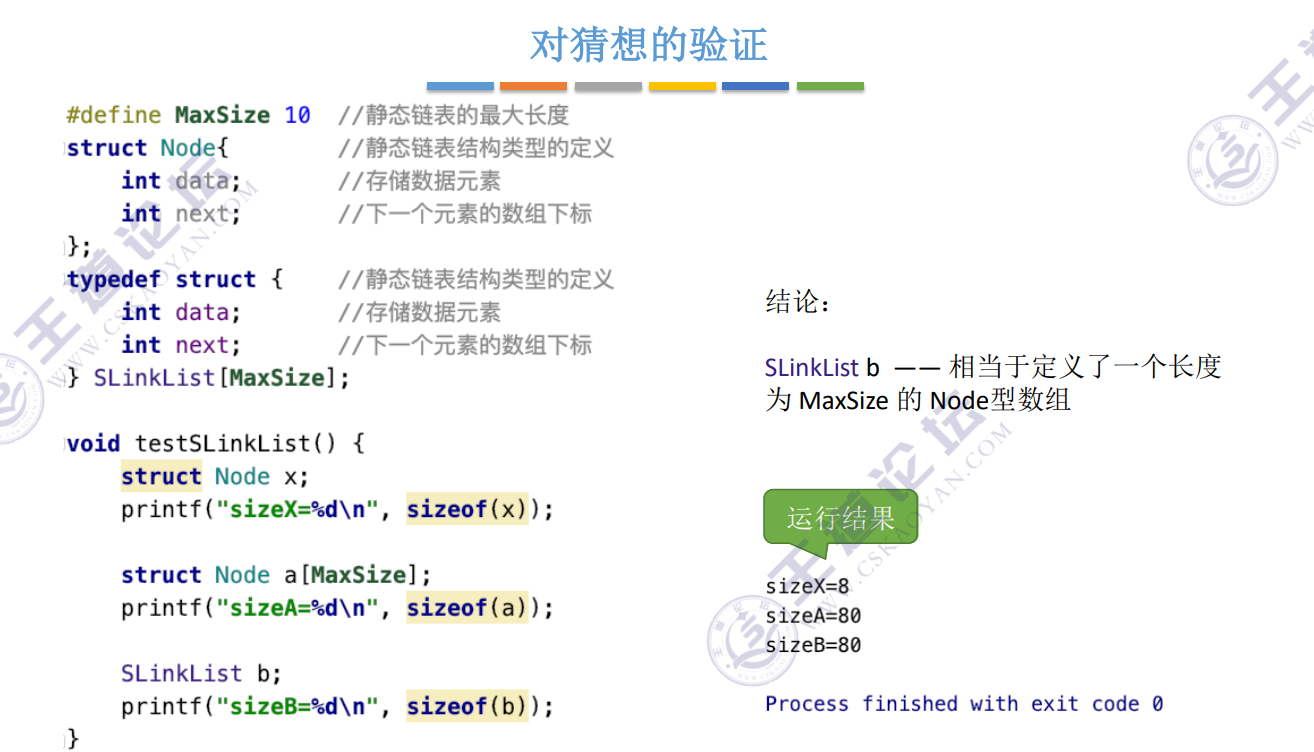 对猜想的验证
#define MaxSize 10 //静态链表的最大长度
struct Node{ //静态链表结构类型的定义
int data; //存储数据元素
int next; //下一个元素的数组下标
};
typedef struct { //静态链表结构类型的定义
int data; //存储数据元素
int next; //下一个元素的数组下标
} SLinkList[MaxSize];
void testSLinkList() {
struct Node x;
printf("sizeX=%d\n", sizeof(x));
struct Node a[MaxSize];
printf("sizeA=%d\n", sizeof(a));
SLinkList b;
printf("sizeB=%d\n", sizeof(b));
}
结论：
SLinkList b —— 相当于定义了一个长度
为 MaxSize 的 Node型数组
运行结果
sizeX=8
sizeA=80
sizeB=80
Process finished with exit code 0
王道论坛
WWW.CSKAOYAN.COM
王道论坛
WWW.CSKAOYAN.COM